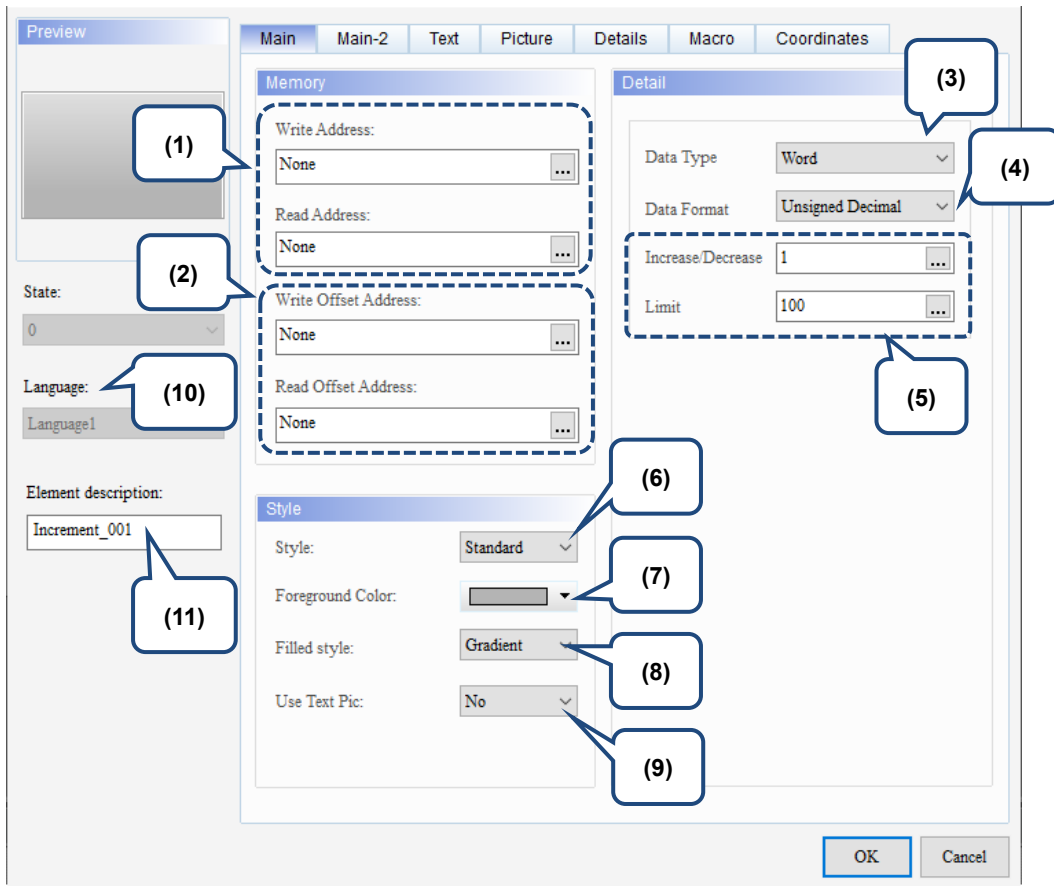 Preview
Main Main-2 Text Picture Details Macro Coordinates
Memory
Detail
(3)
(1)
Write Address:
None ...
Data Type Word
(4)
Read Address:
None ...
Data Format Unsigned Decimal
(2)
Increase/Decrease 1 ...
State:
0
Write Offset Address:
None ...
Limit 100 ...
Language:
Language1
(10)
Read Offset Address:
None ...
(5)
Element description:
Increment_001
(11)
Style
(6)
Style: Standard
Foreground Color:
(7)
Filled style: Gradient
(8)
Use Text Pic: No
(9)
OK Cancel